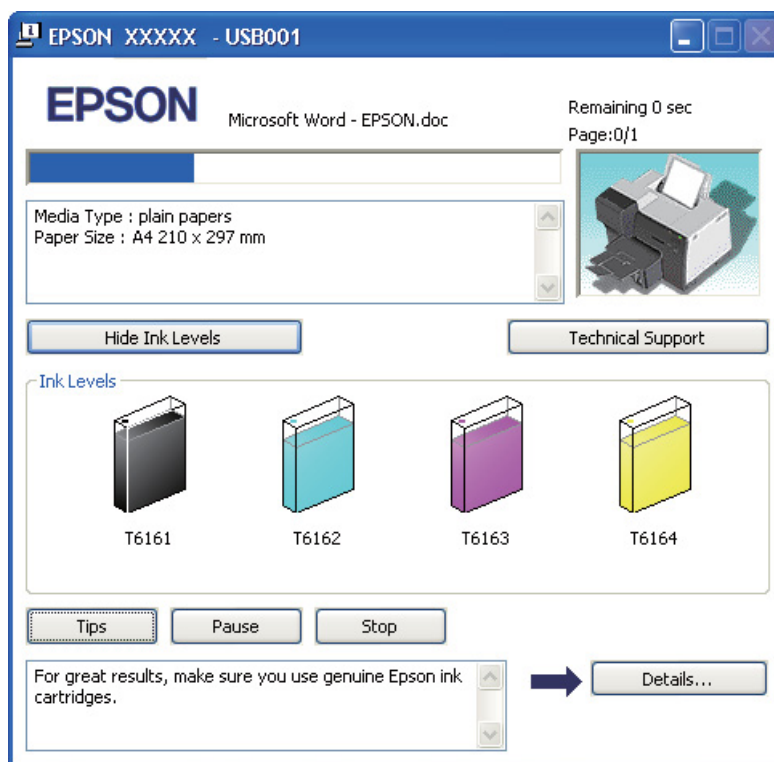 EPSON XXXXX - USB001
EPSON
Microsoft Word - EPSON.doc
Remaining 0 sec
Page:0/1
Media Type : plain papers
Paper Size : A4 210 x 297 mm
Hide Ink Levels
Technical Support
Ink Levels
T6161
T6162
T6163
T6164
Tips
Pause
Stop
For great results, make sure you use genuine Epson ink
cartridges.
Details...